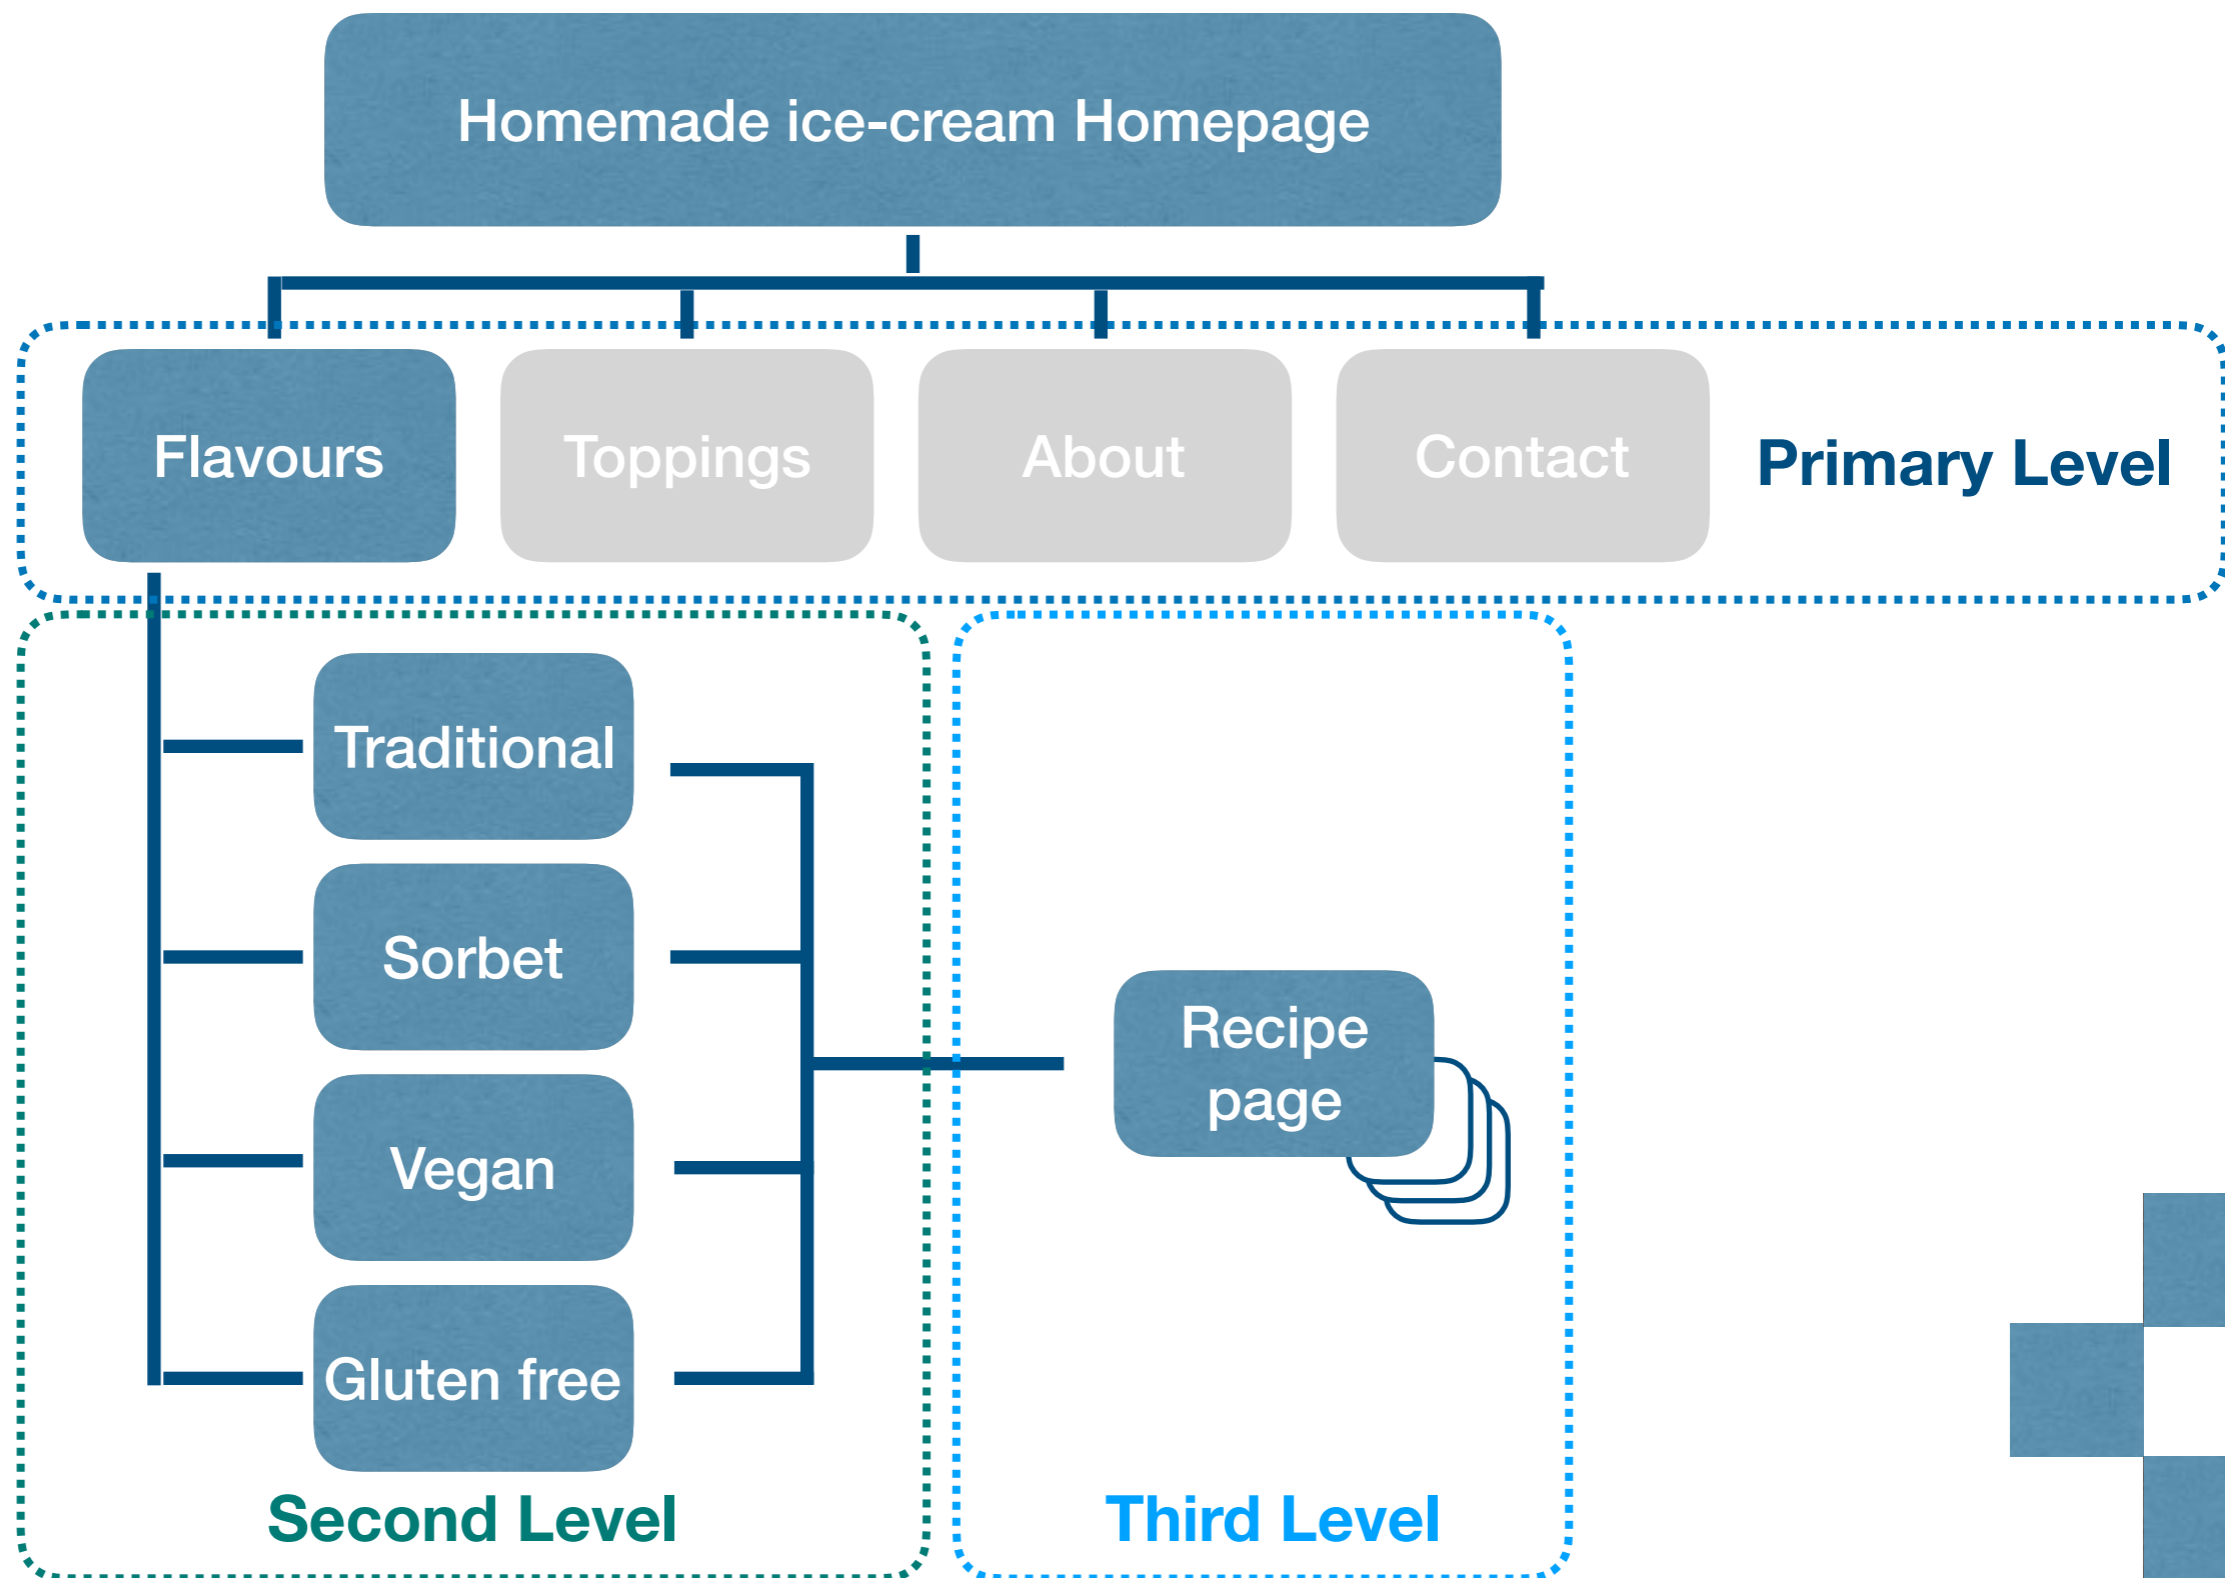 Homemade ice-cream Homepage
Flavours
Toppings
About
Contact
Primary Level
Traditional
Sorbet
Vegan
Gluten free
Second Level
Recipe
page
Third Level